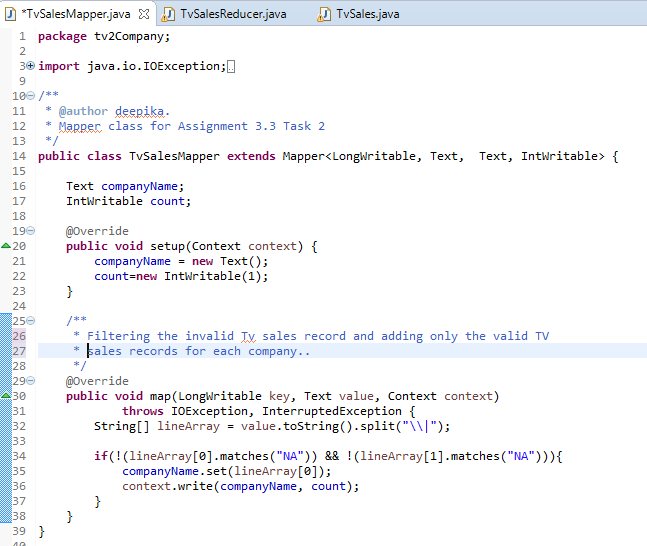 *TvSalesMapper.java TvSalesReducer.java TvSales.java
1 package tv2Company;
2
3 import java.io.IOException;
9
10 /**
11 * @author deepika.
12 * Mapper class for Assignment 3.3 Task 2
13 */
14 public class TvSalesMapper extends Mapper<LongWritable, Text,  Text, IntWritable> {
15
16 Text companyName;
17 IntWritable count;
18
19 @Override
20 public void setup(Context context) {
21 companyName = new Text();
22 count=new IntWritable(1);
23 }
24
25 /**
26 * Filtering the invalid Tv sales record and adding only the valid TV
27 * sales records for each company..
28 */
29 @Override
30 public void map(LongWritable key, Text value, Context context)
31 throws IOException, InterruptedException {
32 String[] lineArray = value.toString().split("\\|");
33
34 if(!(lineArray[0].matches("NA")) && !(lineArray[1].matches("NA"))){
35 companyName.set(lineArray[0]);
36 context.write(companyName, count);
37 }
38 }
39 }
40